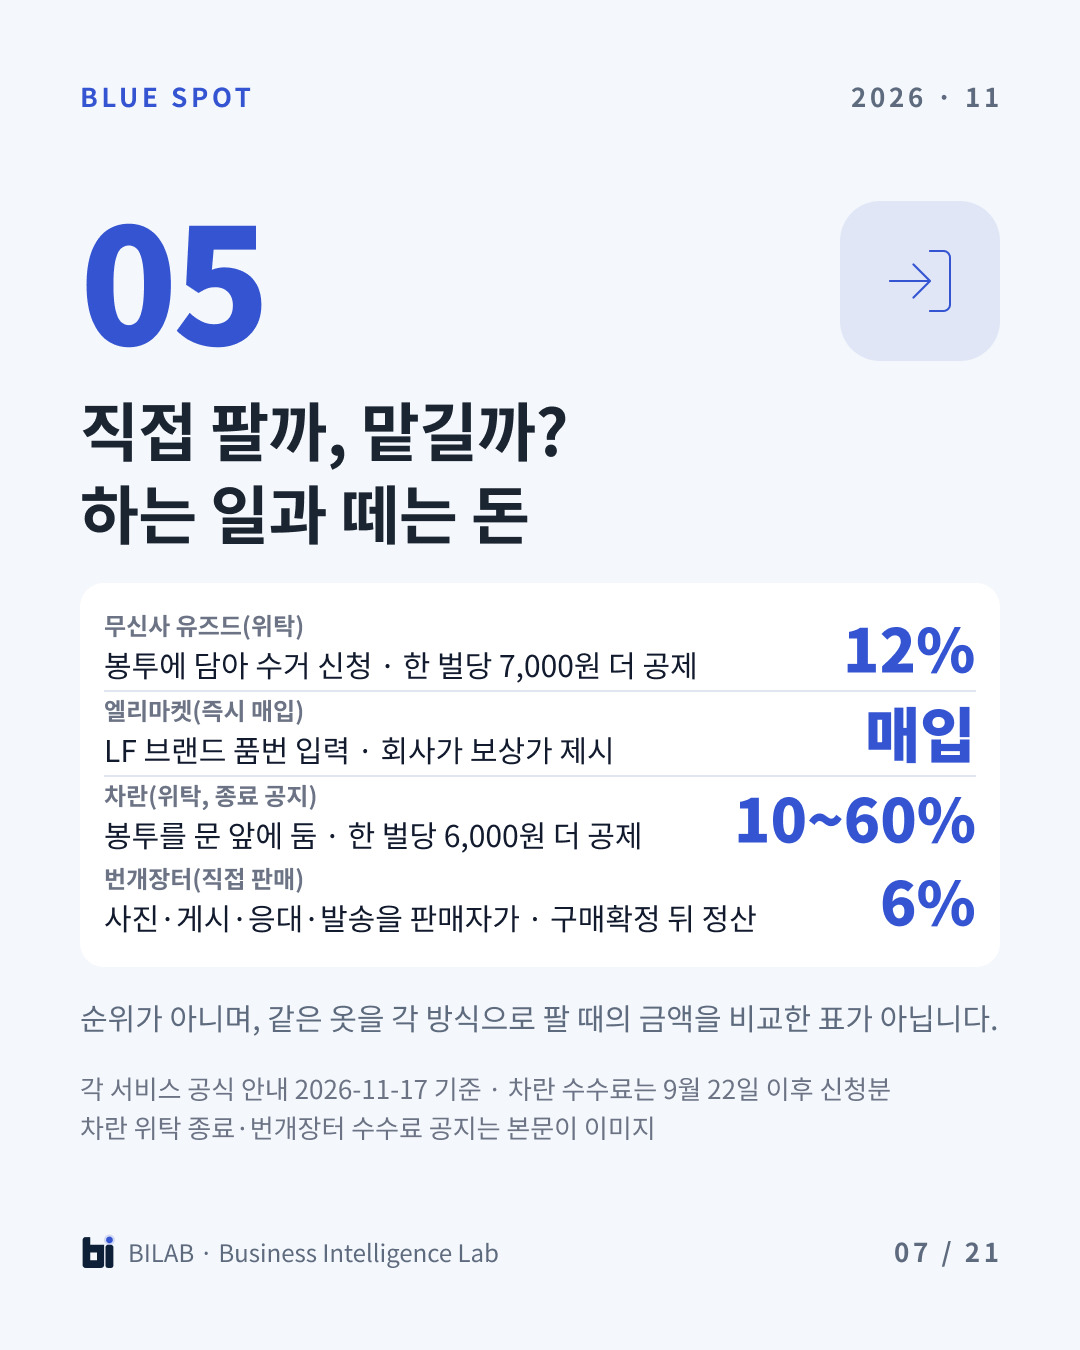 BLUE SPOT
2026 · 11
05
직접 팔까, 맡길까?
하는 일과 떼는 돈
무신사 유즈드(위탁)
봉투에 담아 수거 신청 · 한 벌당 7,000원 더 공제
12%
엘리마켓(즉시 매입)
LF 브랜드 품번 입력 · 회사가 보상가 제시
매입
차란(위탁, 종료 공지)
봉투를 문 앞에 둠 · 한 벌당 6,000원 더 공제
10~60%
번개장터(직접 판매)
사진·게시·응대·발송을 판매자가 · 구매확정 뒤 정산
6%
순위가 아니며, 같은 옷을 각 방식으로 팔 때의 금액을 비교한 표가 아닙니다.
각 서비스 공식 안내 2026-11-17 기준 · 차란 수수료는 9월 22일 이후 신청분
차란 위탁 종료·번개장터 수수료 공지는 본문이 이미지
bi BILAB · Business Intelligence Lab
07 / 21